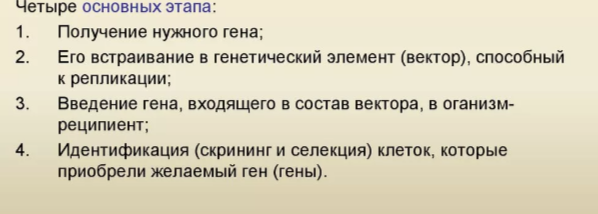 Четыре основных этапа:
1. Получение нужного гена;
2. Его встраивание в генетический элемент (вектор), способный
к репликации;
3. Введение гена, входящего в состав вектора, в оганизм-
реципиент;
4. Идентификация (скрининг и селекция) клеток, которые
приобрели желаемый ген (гены).